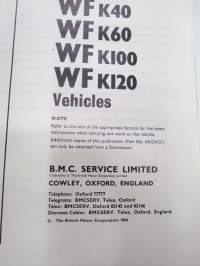 WF K40
WF K60
WF K100
WF K120
Vehicles
NOTE
Refer to the end of the appropriate Section for the latest
instructions when carrying out work on the vehicle.
Additional copies of this publication (Part No.
can only be obtained from a Distributor.
B.M.C. SERVICE LIMITED
COWLEY, OXFORD, ENGLAND
Telephone: Oxford 77777
Telegrams: BMCSERV, Telex, Oxford
Telex: BMCSERV, Oxford 83145 and 83146
Overseas Cables: BMCSERV, Telex, Oxford, England
© The British Motor Corporation 1964